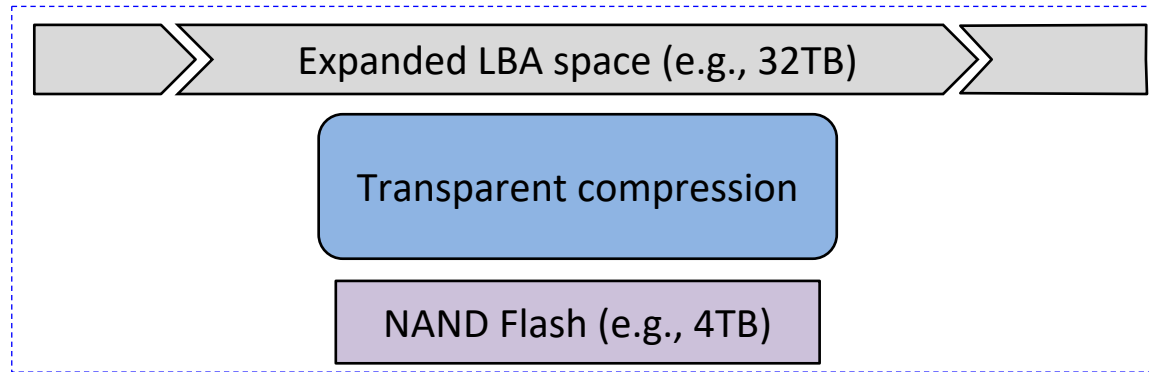 Expanded LBA space (e.g., 32TB)
Transparent compression
NAND Flash (e.g., 4TB)